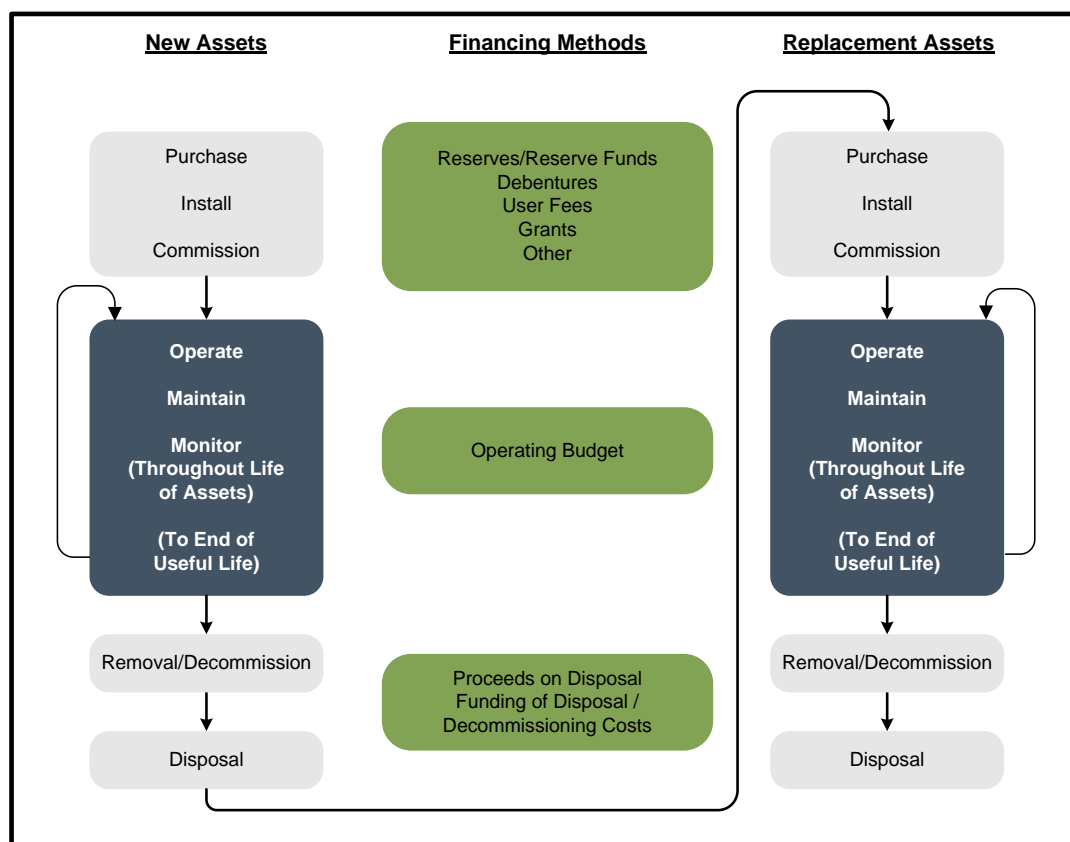 New Assets
Financing Methods
Replacement Assets
Purchase
Install
Commission
Reserves/Reserve Funds
Debentures
User Fees
Grants
Other
Purchase
Install
Commission
Operate
Maintain
Monitor
(Throughout Life
of Assets)
(To End of
Useful Life)
Operating Budget
Operate
Maintain
Monitor
(Throughout Life
of Assets)
(To End of
Useful Life)
Removal/Decommission
Proceeds on Disposal
Funding of Disposal /
Decommissioning Costs
Removal/Decommission
Disposal
Disposal